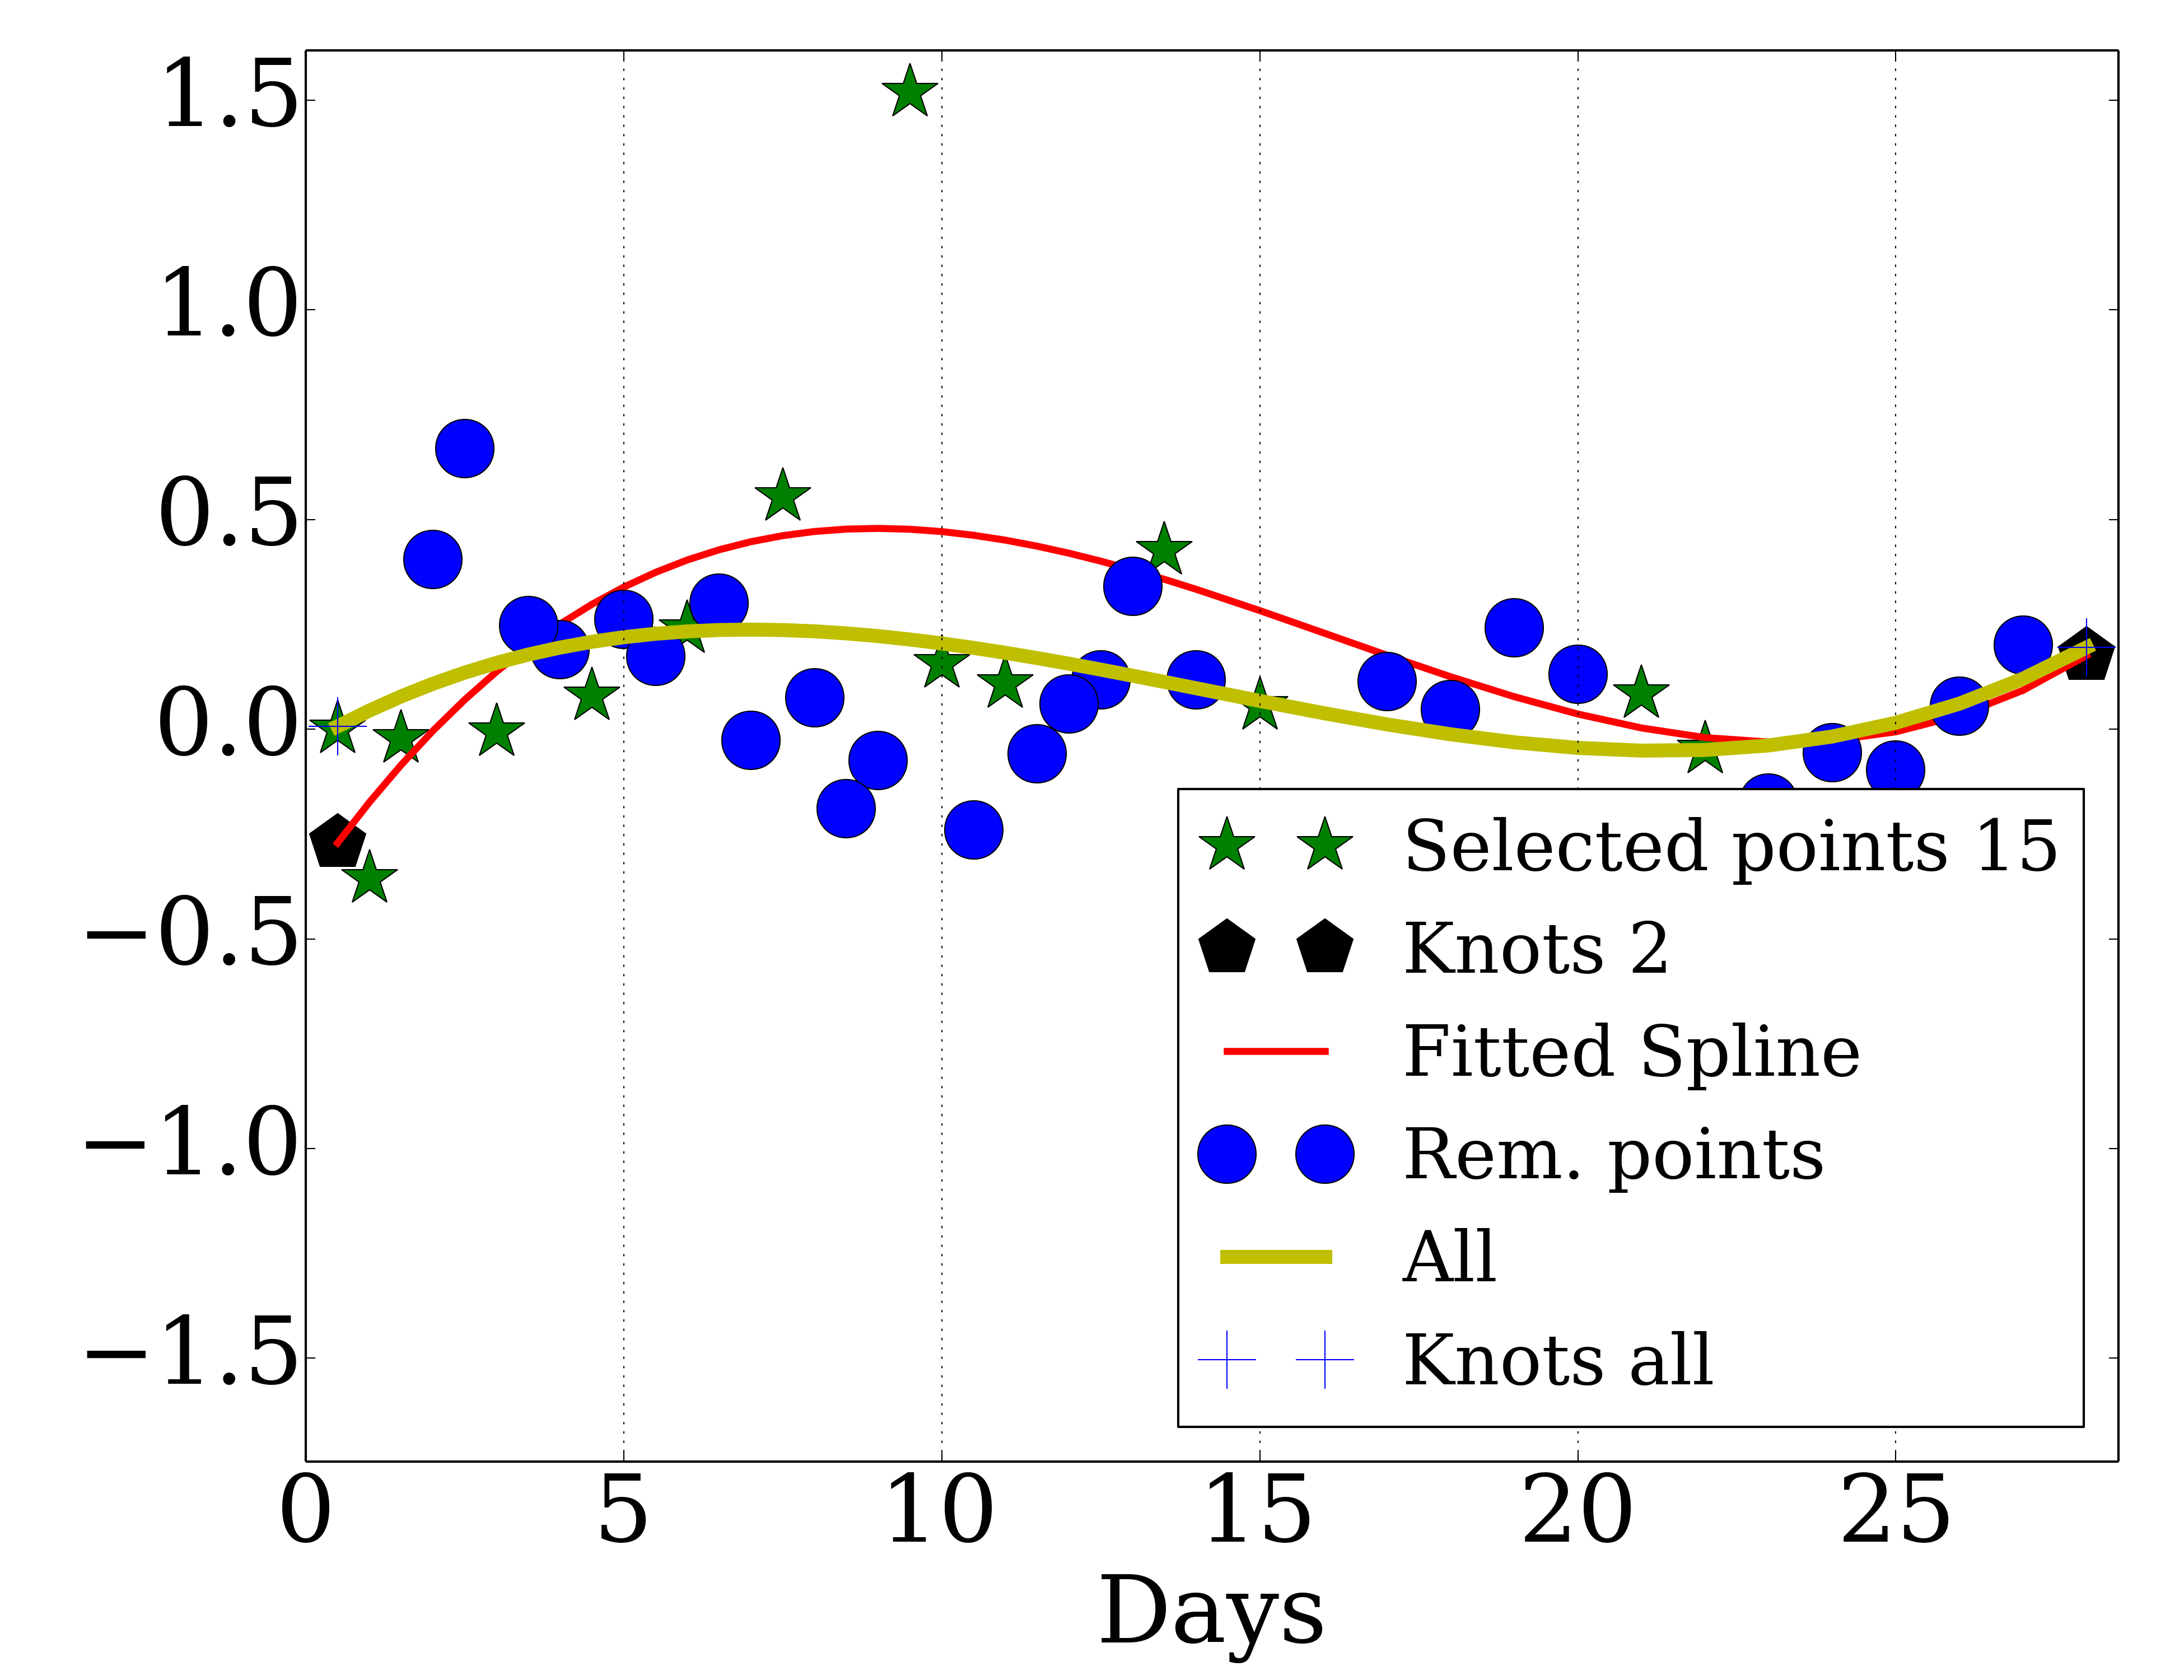 1.5
1.0
0.5
0.0
−0.5
−1.0
−1.5
0 5 10 15 20 25
Days
Selected points 15
Knots 2
Fitted Spline
Rem. points
All
Knots all